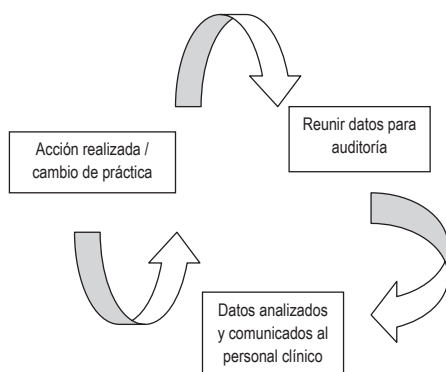 Reunir datos para
auditoría
Acción realizada /
cambio de práctica
Datos analizados
y comunicados al
personal clínico